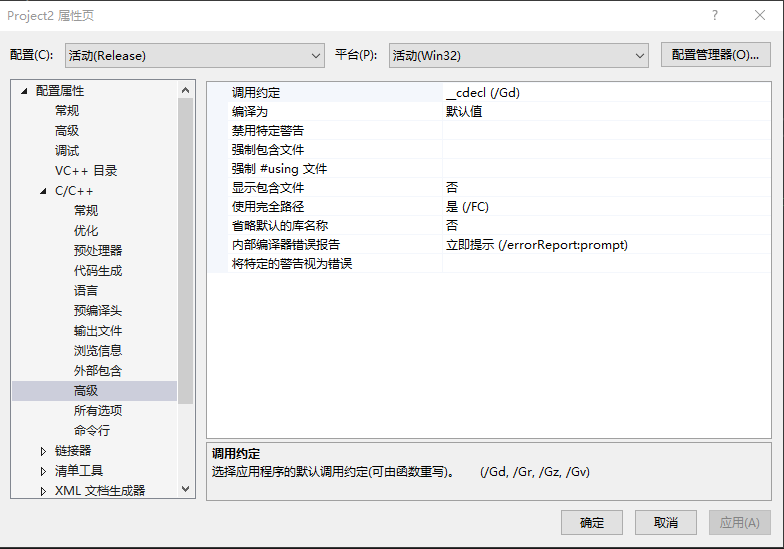 Project2 属性页
配置(C): 活动(Release) 平台(P): 活动(Win32) 配置管理器(O)...
配置属性
常规
高级
调试
VC++ 目录
C/C++
常规
优化
预处理器
代码生成
语言
预编译头
输出文件
浏览信息
外部包含
高级
所有选项
命令行
链接器
清单工具
XML 文档生成器
调用约定 __cdecl (/Gd)
编译为 默认值
禁用特定警告
强制包含文件
强制 #using 文件
显示包含文件 否
使用完全路径 是 (/FC)
省略默认的库名称 否
内部编译器错误报告 立即提示 (/errorReport:prompt)
将特定的警告视为错误
调用约定
选择应用程序的默认调用约定(可由函数重写)。 (/Gd, /Gr, /Gz, /Gv)
确定 取消 应用(A)